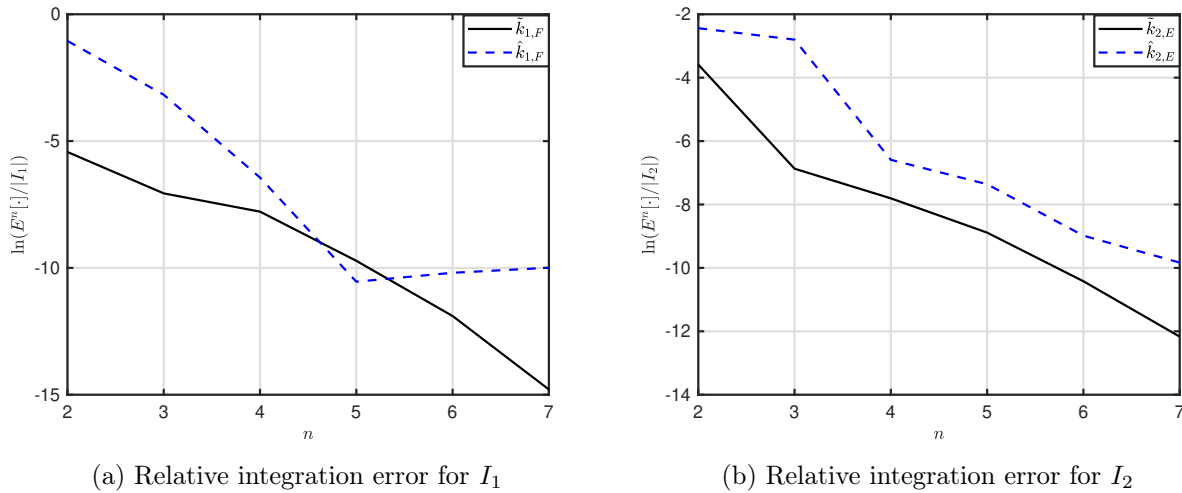 0
-5
-10
-15
2 3 4 5 6 7
n
ln(Eⁿ[·]/|I₁|)
k̃₁,F
k̂₁,F
(a) Relative integration error for I₁
-2
-4
-6
-8
-10
-12
-14
2 3 4 5 6 7
n
ln(Eⁿ[·]/|I₂|)
k̃₂,E
k̂₂,E
(b) Relative integration error for I₂